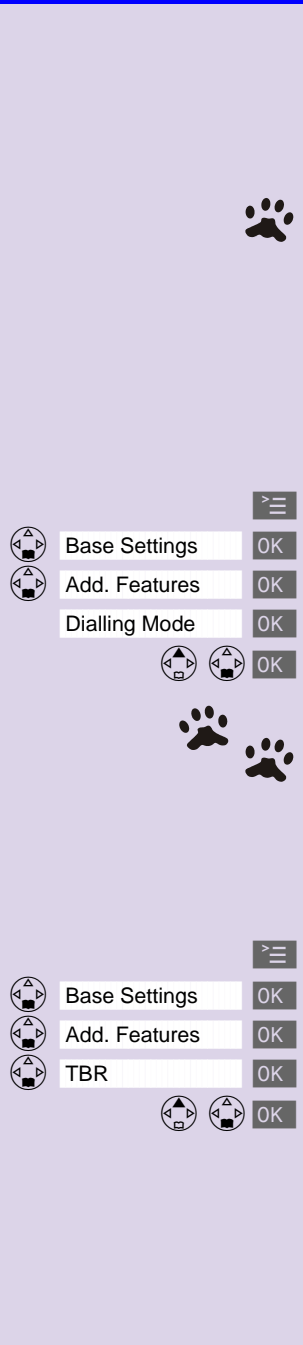 Base Settings OK
Add. Features OK
Dialling Mode OK
OK
Base Settings OK
Add. Features OK
TBR OK
OK